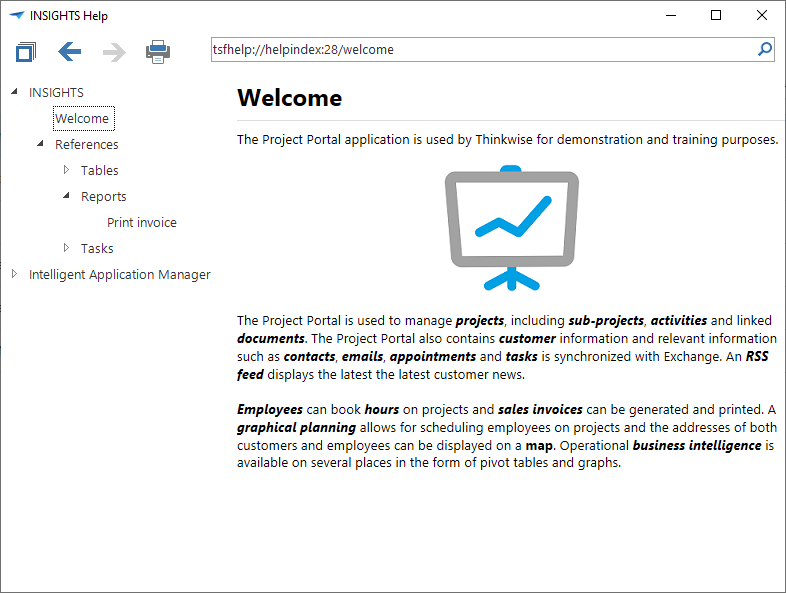 INSIGHTS Help
tsfhelp://helpindex:28/welcome
INSIGHTS
Welcome
References
Tables
Reports
Print invoice
Tasks
Intelligent Application Manager
Welcome
The Project Portal application is used by Thinkwise for demonstration and training purposes.
The Project Portal is used to manage projects, including sub-projects, activities and linked
documents. The Project Portal also contains customer information and relevant information
such as contacts, emails, appointments and tasks is synchronized with Exchange. An RSS
feed displays the latest the latest customer news.
Employees can book hours on projects and sales invoices can be generated and printed. A
graphical planning allows for scheduling employees on projects and the addresses of both
customers and employees can be displayed on a map. Operational business intelligence is
available on several places in the form of pivot tables and graphs.